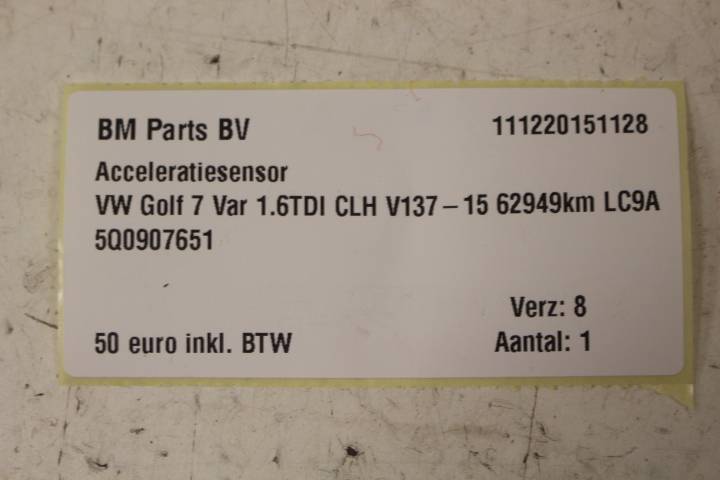 BM Parts BV 111220151128
Acceleratiesensor
VW Golf 7 Var 1.6TDI CLH V137-15 62949km LC9A
5Q0907651
Verz: 8
50 euro inkl. BTW Aantal: 1